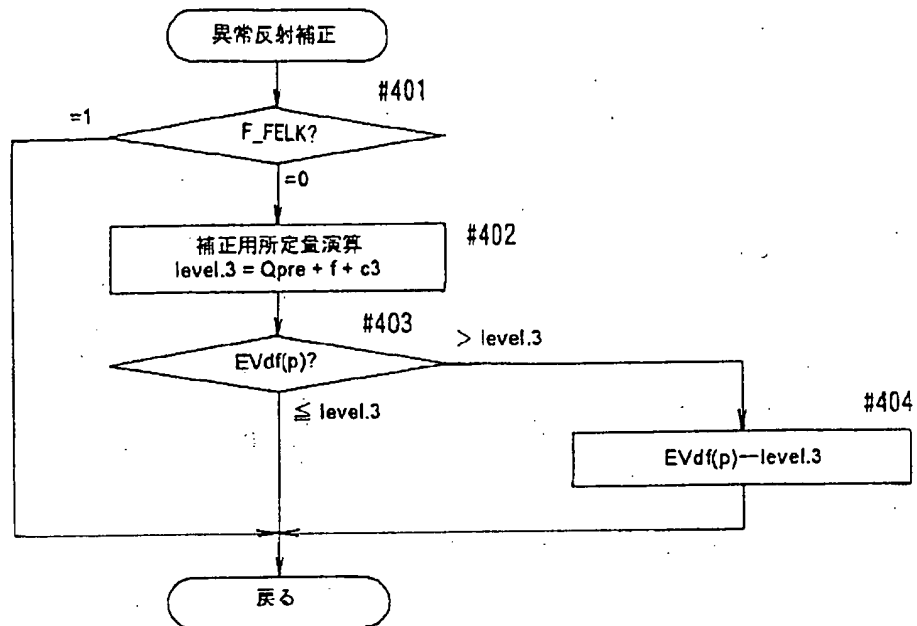 異常反射補正
#401
=1
F_FELK?
=0
補正用所定量演算
level.3 = Qpre + f + c3
#402
#403
EVdf(p)?
> level.3
≦ level.3
#404
EVdf(p)―level.3
戻る